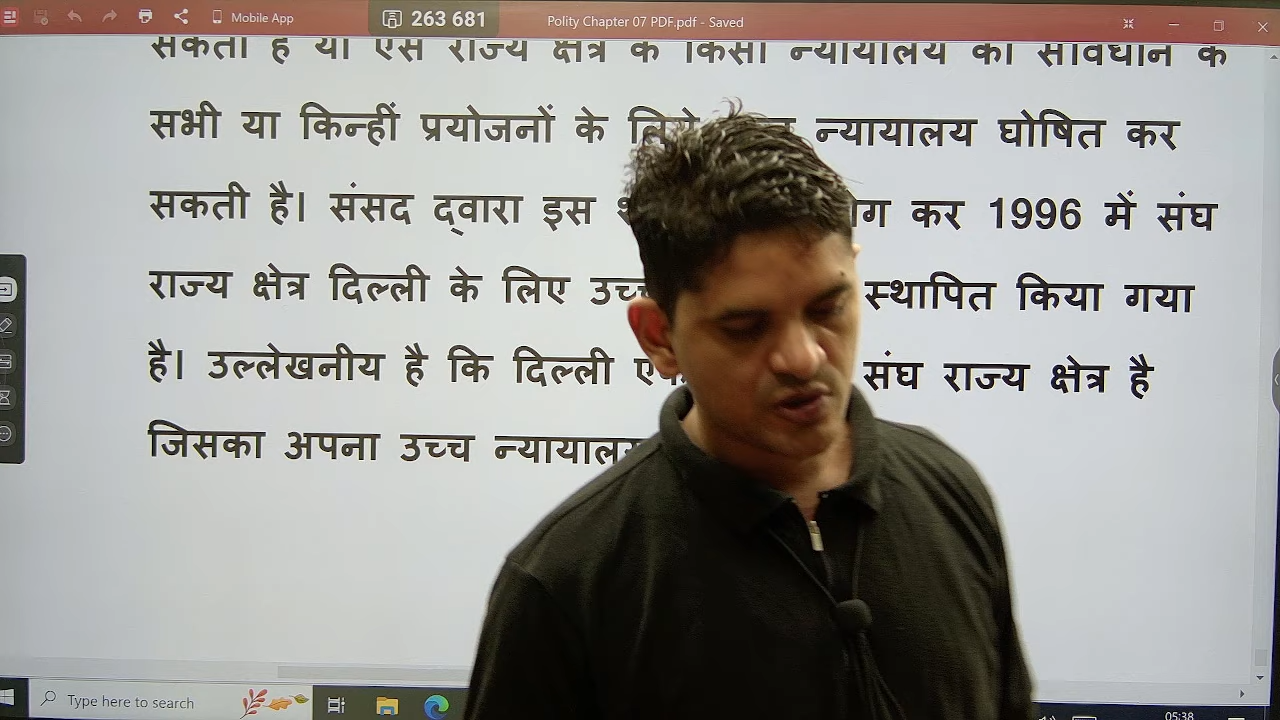 Mobile App
263 681
Polity Chapter 07 PDF.pdf - Saved
सकती है या ऐसे राज्य क्षेत्र के किसी न्यायालय को संविधान के
सभी या किन्हीं प्रयोजनों के लिये न्यायालय घोषित कर
सकती है। संसद द्वारा इस कर 1996 में संघ
राज्य क्षेत्र दिल्ली के लिए स्थापित किया गया
है। उल्लेखनीय है कि दिल्ली संघ राज्य क्षेत्र है
जिसका अपना उच्च
Type here to search
05:38